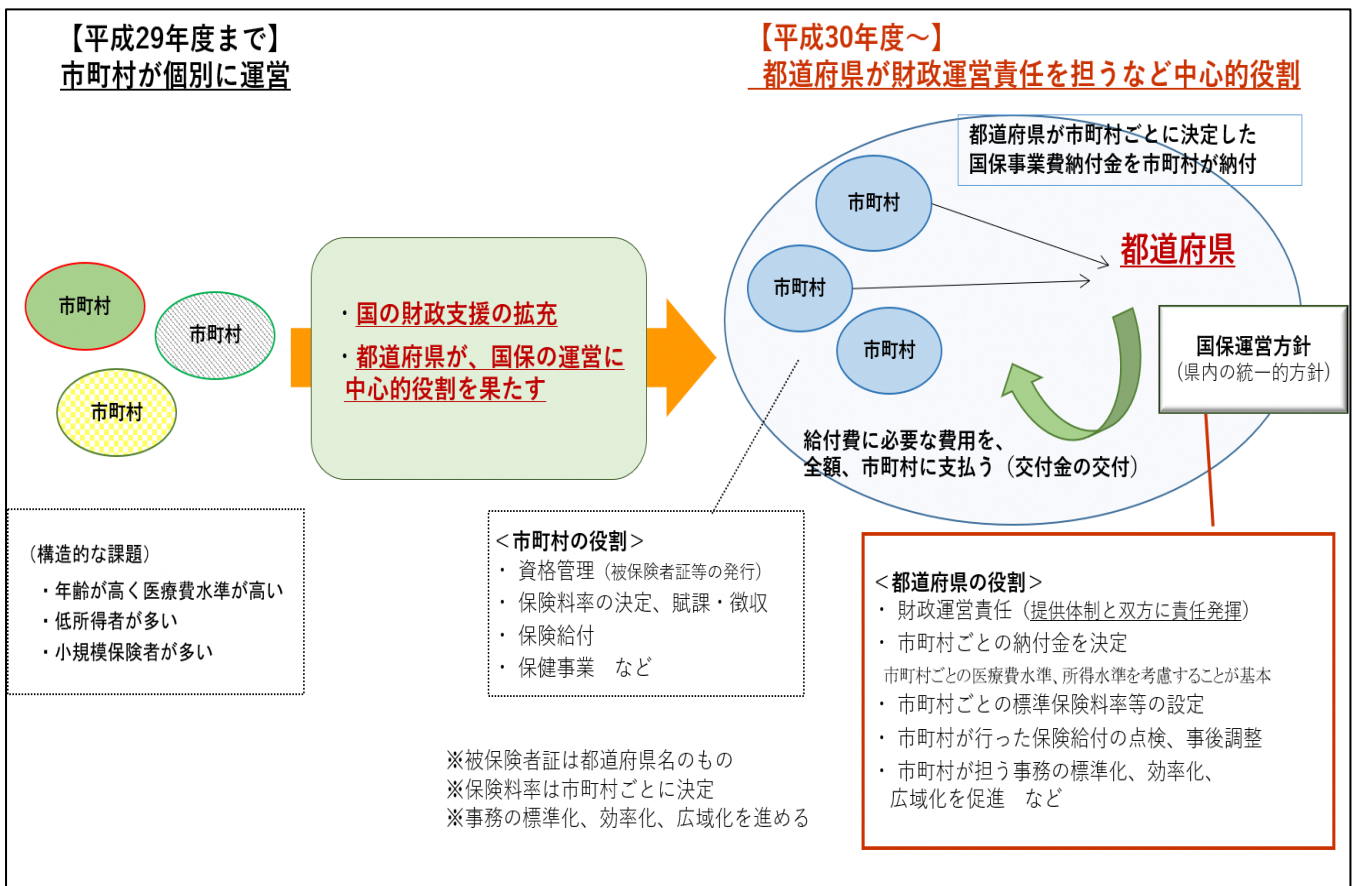 【平成29年度まで】
市町村が個別に運営
【平成30年度～】
都道府県が財政運営責任を担うなど中心的役割
市町村
市町村
市町村
・国の財政支援の拡充
・都道府県が、国保の運営に
中心的役割を果たす
都道府県が市町村ごとに決定した
国保事業費納付金を市町村が納付
市町村
市町村
市町村
都道府県
国保運営方針
（県内の統一的方針）
給付費に必要な費用を、
全額、市町村に支払う（交付金の交付）
（構造的な課題）
・年齢が高く医療費水準が高い
・低所得者が多い
・小規模保険者が多い
＜市町村の役割＞
・ 資格管理（被保険者証等の発行）
・ 保険料率の決定、賦課・徴収
・ 保険給付
・ 保健事業　など
※被保険者証は都道府県名のもの
※保険料率は市町村ごとに決定
※事務の標準化、効率化、広域化を進める
＜都道府県の役割＞
・ 財政運営責任（提供体制と双方に責任発揮）
・ 市町村ごとの納付金を決定
市町村ごとの医療費水準、所得水準を考慮することが基本
・ 市町村ごとの標準保険料率等の設定
・ 市町村が行った保険給付の点検、事後調整
・ 市町村が担う事務の標準化、効率化、
広域化を促進　など